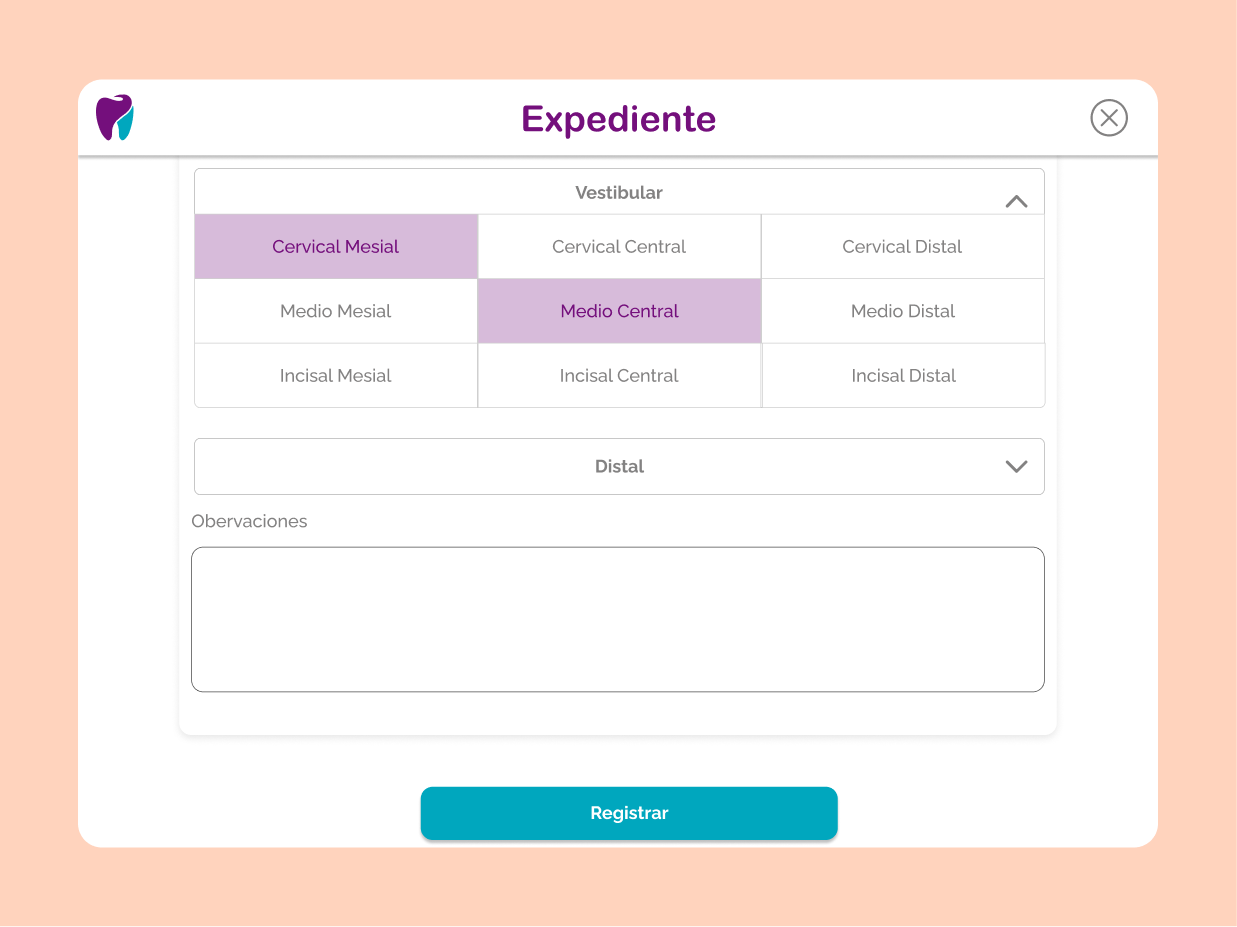 Expediente
Vestibular
Cervical Mesial
Cervical Central
Cervical Distal
Medio Mesial
Medio Central
Medio Distal
Incisal Mesial
Incisal Central
Incisal Distal
Distal
Obervaciones
Registrar